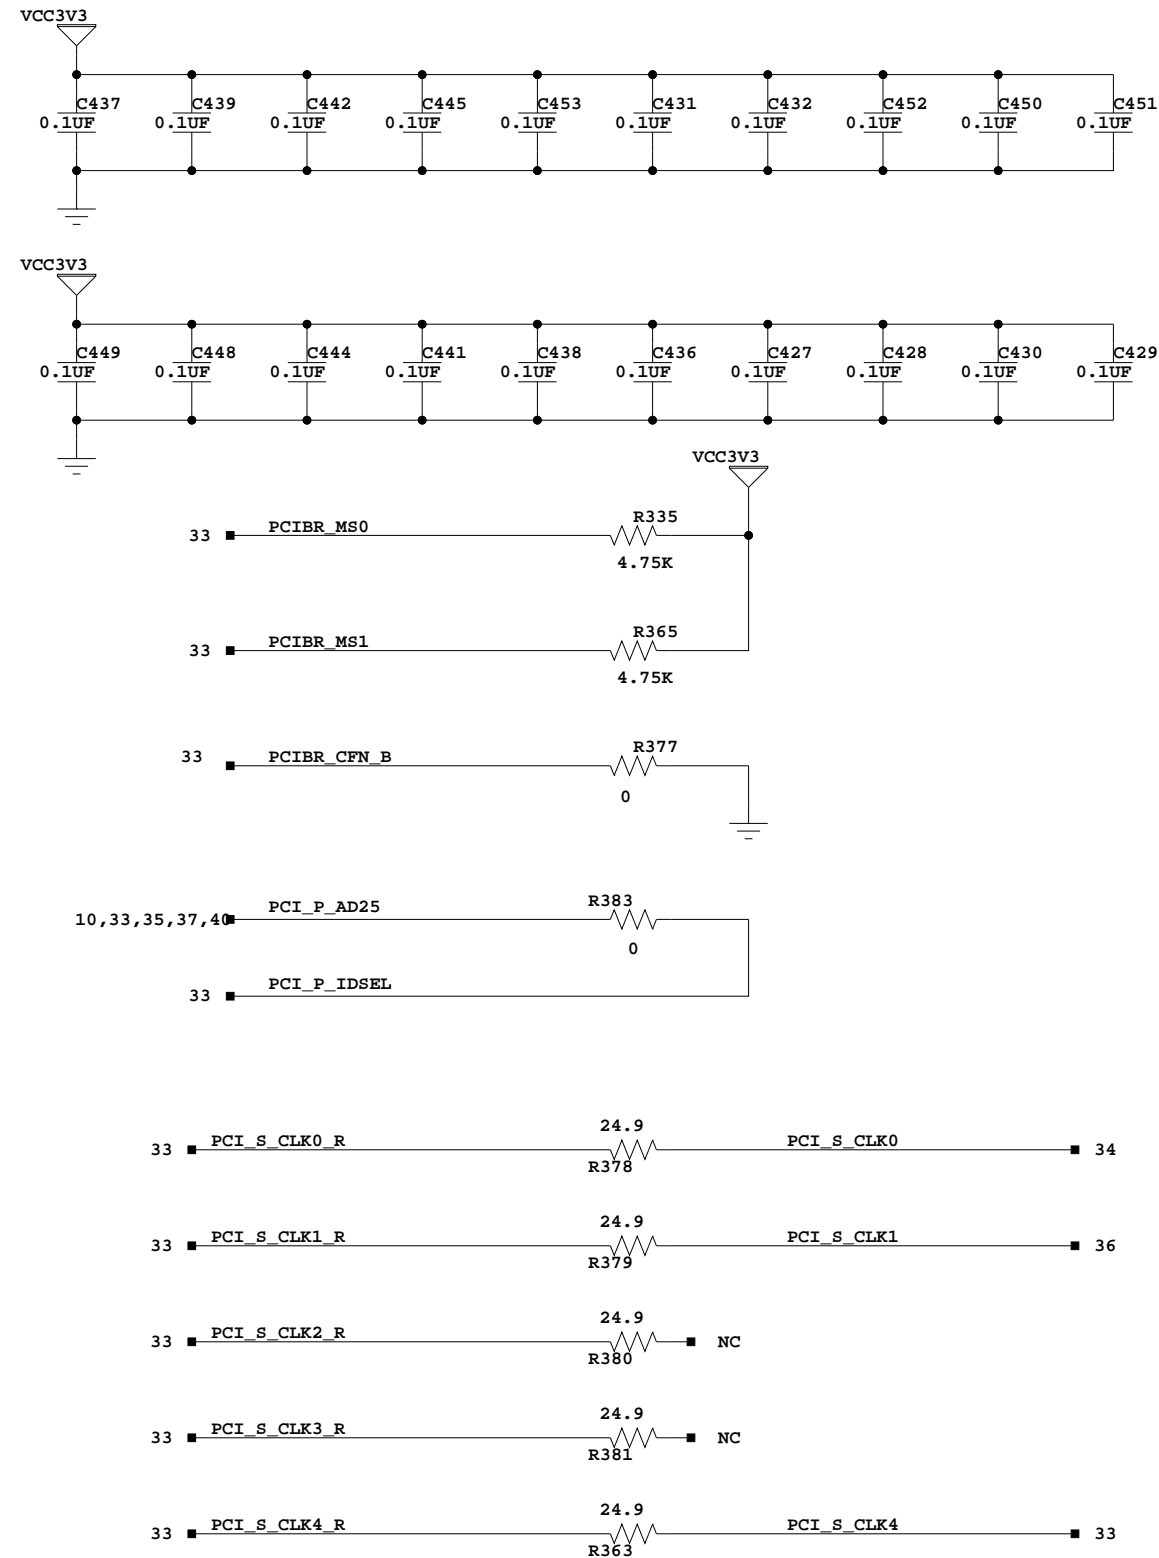 VCC3V3
C437 C439 C442 C445 C453 C431 C432 C452 C450 C451
0.1UF 0.1UF 0.1UF 0.1UF 0.1UF 0.1UF 0.1UF 0.1UF 0.1UF 0.1UF
VCC3V3
C449 C448 C444 C441 C438 C436 C427 C428 C430 C429
0.1UF 0.1UF 0.1UF 0.1UF 0.1UF 0.1UF 0.1UF 0.1UF 0.1UF 0.1UF
VCC3V3
R335
33 PCIBR_MS0
4.75K
R365
33 PCIBR_MS1
4.75K
R377
33 PCIBR_CFN_B
0
R383
10,33,35,37,40 PCI_P_AD25
0
33 PCI_P_IDSEL
24.9
33 PCI_S_CLK0_R PCI_S_CLK0 34
R378
24.9
33 PCI_S_CLK1_R PCI_S_CLK1 36
R379
24.9
33 PCI_S_CLK2_R NC
R380
24.9
33 PCI_S_CLK3_R NC
R381
24.9
33 PCI_S_CLK4_R PCI_S_CLK4 33
R363